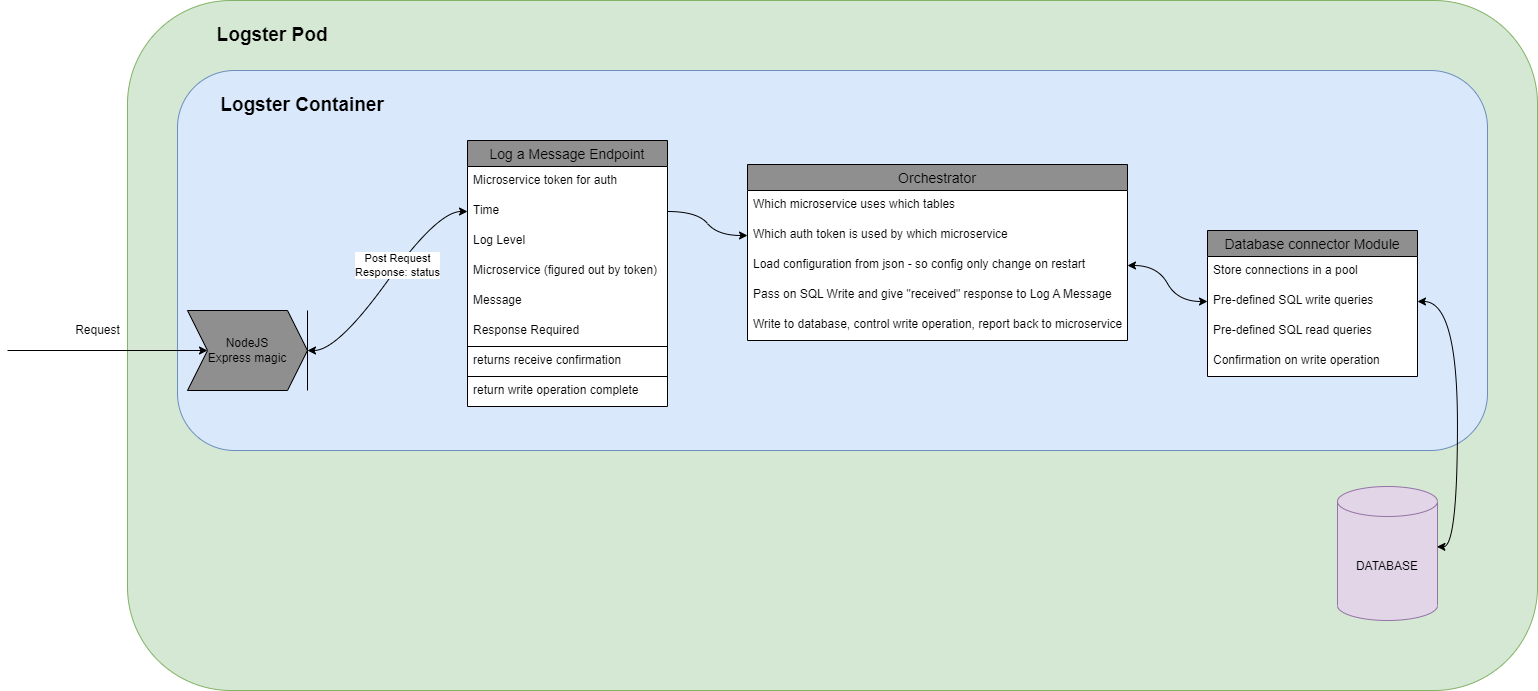 Logster Pod
Logster Container
Request
NodeJS
Express magic
Post Request
Response: status
Log a Message Endpoint
Microservice token for auth
Time
Log Level
Microservice (figured out by token)
Message
Response Required
returns receive confirmation
return write operation complete
Orchestrator
Which microservice uses which tables
Which auth token is used by which microservice
Load configuration from json - so config only change on restart
Pass on SQL Write and give "received" response to Log A Message
Write to database, control write operation, report back to microservice
Database connector Module
Store connections in a pool
Pre-defined SQL write queries
Pre-defined SQL read queries
Confirmation on write operation
DATABASE